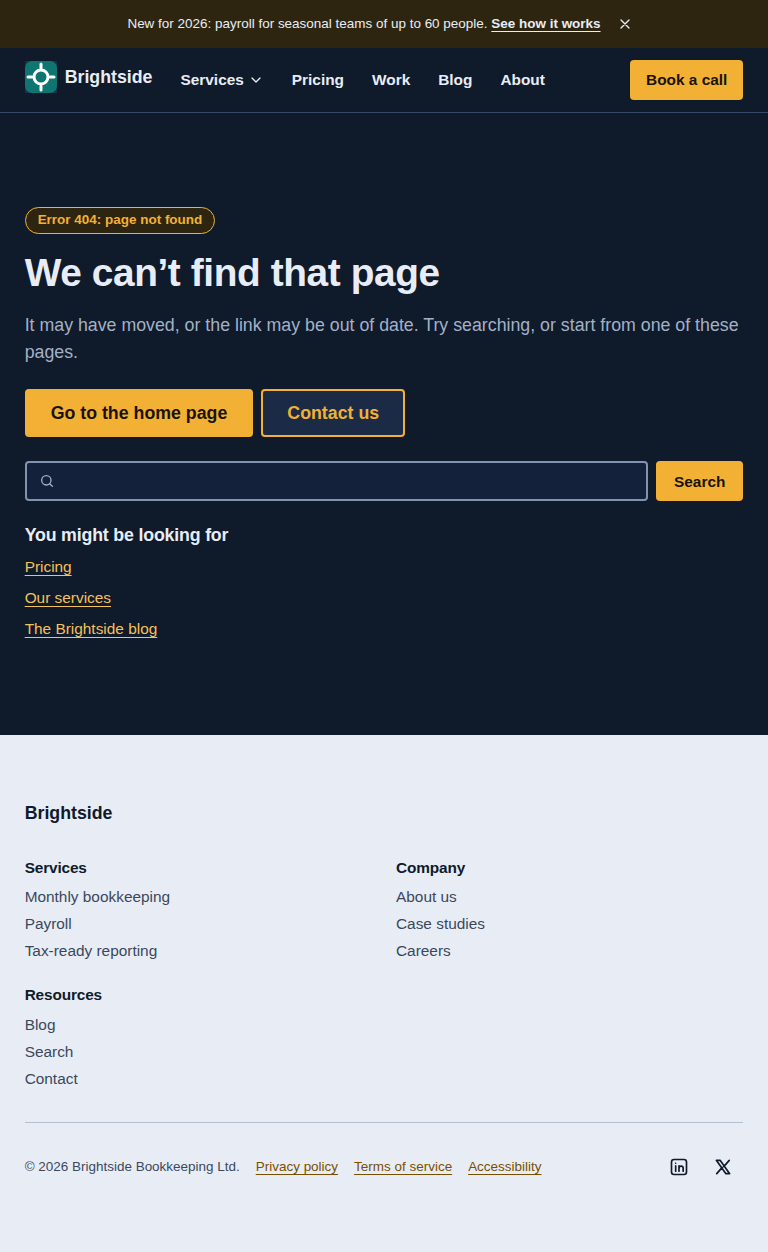 New for 2026: payroll for seasonal teams of up to 60 people. See how it works
Brightside
Services
Pricing
Work
Blog
About
Book a call
Error 404: page not found
We can’t find that page
It may have moved, or the link may be out of date. Try searching, or start from one of these
pages.
Go to the home page
Contact us
Search
You might be looking for
Pricing
Our services
The Brightside blog
Brightside
Services
Monthly bookkeeping
Payroll
Tax-ready reporting
Company
About us
Case studies
Careers
Resources
Blog
Search
Contact
© 2026 Brightside Bookkeeping Ltd.
Privacy policy
Terms of service
Accessibility